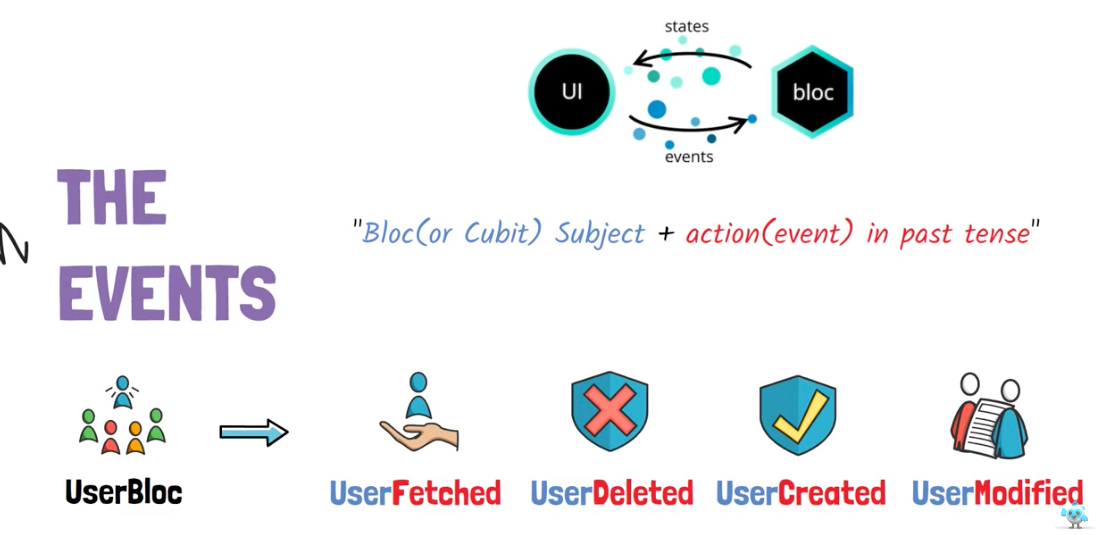 states
UI
bloc
events
THE
EVENTS
"Bloc(or Cubit) Subject + action(event) in past tense"
UserBloc
UserFetched
UserDeleted
UserCreated
UserModified